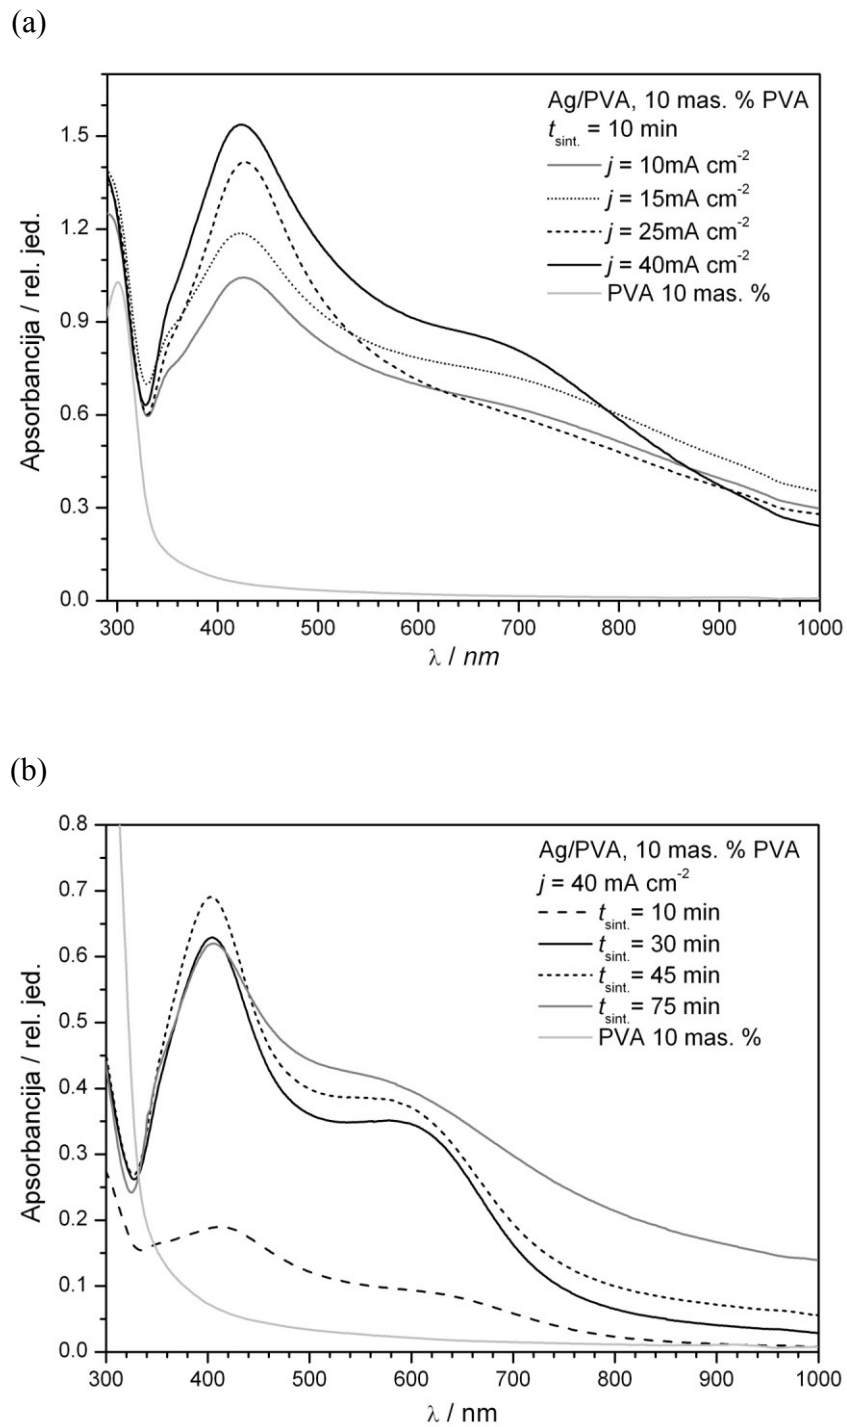 (a)
Ag/PVA, 10 mas. % PVA
t sint. = 10 min
j = 10mA cm-2
j = 15mA cm-2
j = 25mA cm-2
j = 40mA cm-2
PVA 10 mas. %
Apsorbancija / rel. jed.
1.5
1.2
0.9
0.6
0.3
0.0
300 400 500 600 700 800 900 1000
λ / nm
(b)
Ag/PVA, 10 mas. % PVA
j = 40 mA cm-2
t sint. = 10 min
t sint. = 30 min
t sint. = 45 min
t sint. = 75 min
PVA 10 mas. %
Apsorbancija / rel. jed.
0.8
0.7
0.6
0.5
0.4
0.3
0.2
0.1
0.0
300 400 500 600 700 800 900 1000
λ / nm